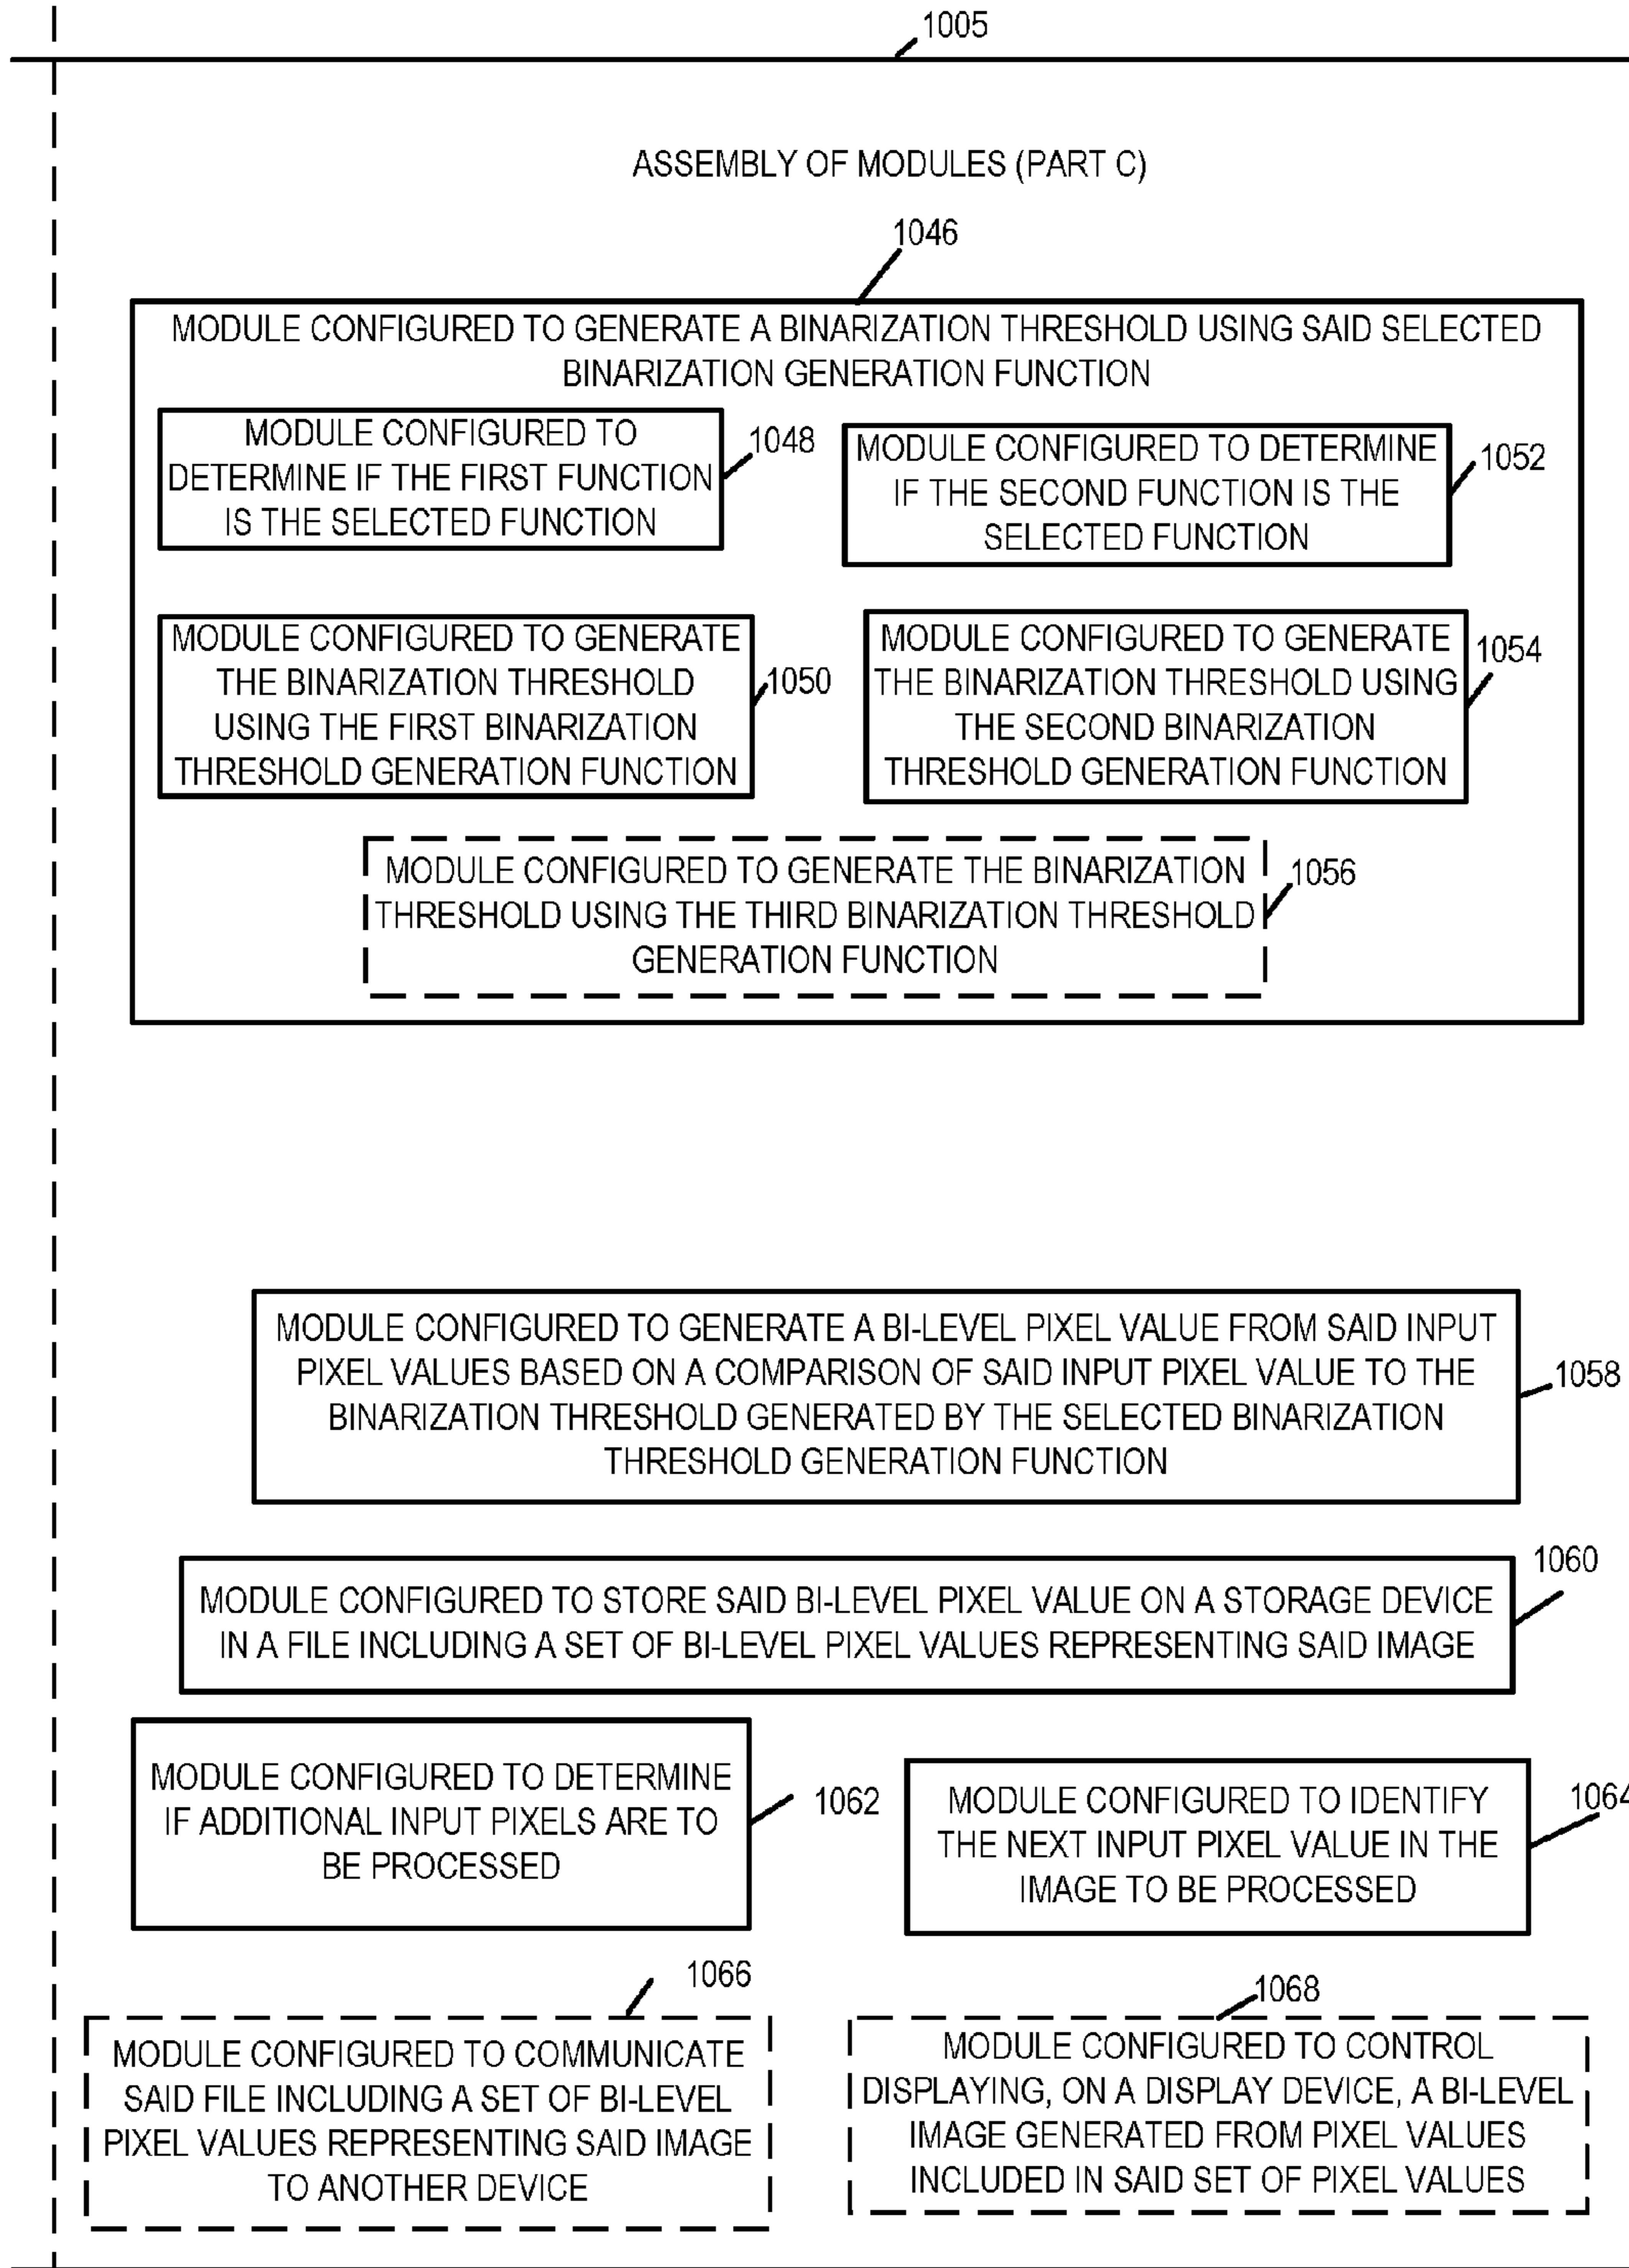 1005
ASSEMBLY OF MODULES (PART C)
1046
MODULE CONFIGURED TO GENERATE A BINARIZATION THRESHOLD USING SAID SELECTED
BINARIZATION GENERATION FUNCTION
MODULE CONFIGURED TO
DETERMINE IF THE FIRST FUNCTION
IS THE SELECTED FUNCTION
1048
MODULE CONFIGURED TO DETERMINE
IF THE SECOND FUNCTION IS THE
SELECTED FUNCTION
1052
MODULE CONFIGURED TO GENERATE
THE BINARIZATION THRESHOLD
USING THE FIRST BINARIZATION
THRESHOLD GENERATION FUNCTION
1050
MODULE CONFIGURED TO GENERATE
THE BINARIZATION THRESHOLD USING
THE SECOND BINARIZATION
THRESHOLD GENERATION FUNCTION
1054
MODULE CONFIGURED TO GENERATE THE BINARIZATION
THRESHOLD USING THE THIRD BINARIZATION THRESHOLD
GENERATION FUNCTION
1056
MODULE CONFIGURED TO GENERATE A BI-LEVEL PIXEL VALUE FROM SAID INPUT
PIXEL VALUES BASED ON A COMPARISON OF SAID INPUT PIXEL VALUE TO THE
BINARIZATION THRESHOLD GENERATED BY THE SELECTED BINARIZATION
THRESHOLD GENERATION FUNCTION
1058
1060
MODULE CONFIGURED TO STORE SAID BI-LEVEL PIXEL VALUE ON A STORAGE DEVICE
IN A FILE INCLUDING A SET OF BI-LEVEL PIXEL VALUES REPRESENTING SAID IMAGE
MODULE CONFIGURED TO DETERMINE
IF ADDITIONAL INPUT PIXELS ARE TO
BE PROCESSED
1062
MODULE CONFIGURED TO IDENTIFY
THE NEXT INPUT PIXEL VALUE IN THE
IMAGE TO BE PROCESSED
1064
1066
MODULE CONFIGURED TO COMMUNICATE
SAID FILE INCLUDING A SET OF BI-LEVEL
PIXEL VALUES REPRESENTING SAID IMAGE
TO ANOTHER DEVICE
1068
MODULE CONFIGURED TO CONTROL
DISPLAYING, ON A DISPLAY DEVICE, A BI-LEVEL
IMAGE GENERATED FROM PIXEL VALUES
INCLUDED IN SAID SET OF PIXEL VALUES